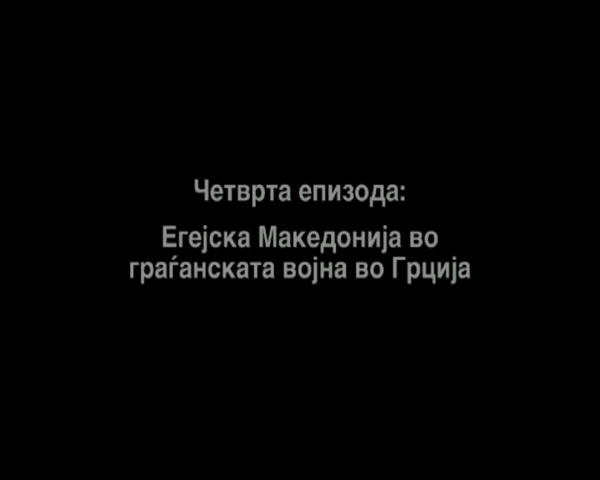 Четврта епизода:
Егејска Македонија во
граѓанската војна во Грција